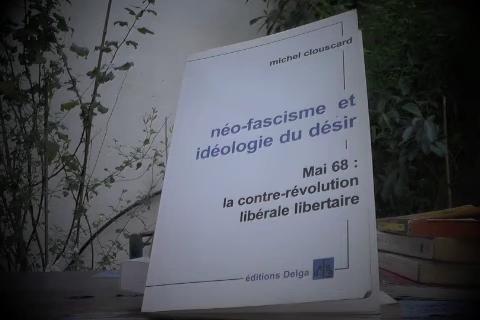 michel clouscard
néo-fascisme et
idéologie du désir
Mai 68 :
la contre-révolution
libérale libertaire
éditions Delga